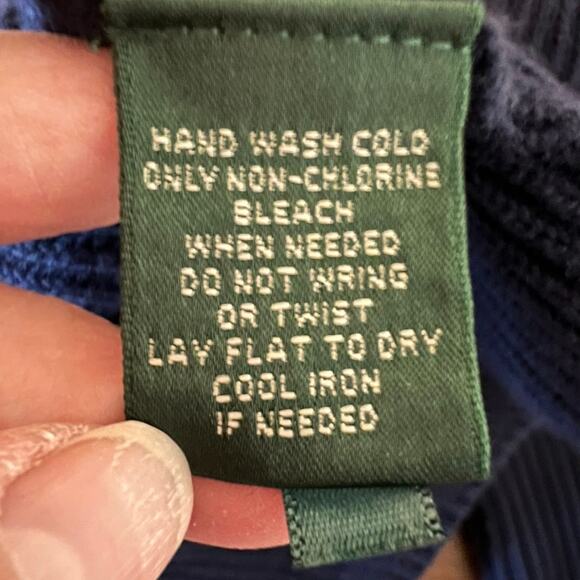 HAND WASH COLD
ONLY NON-CHLORINE
BLEACH
WHEN NEEDED
DO NOT WRING
OR TWIST
LAY FLAT TO DRY
COOL IRON
IF NEEDED